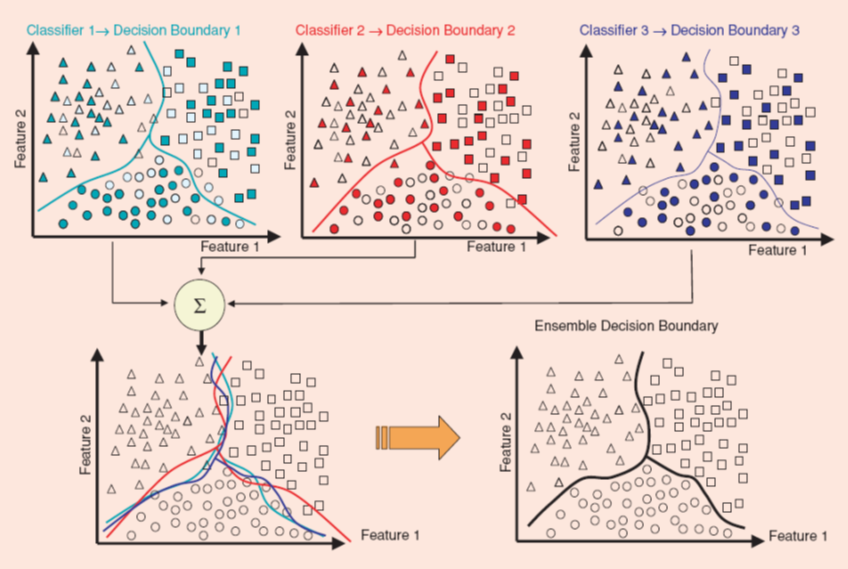 Classifier 1→ Decision Boundary 1
Classifier 2 → Decision Boundary 2
Classifier 3 → Decision Boundary 3
Feature 2
Feature 1
Feature 2
Feature 1
Feature 2
Feature 1
Σ
Ensemble Decision Boundary
Feature 2
Feature 1
Feature 2
Feature 1